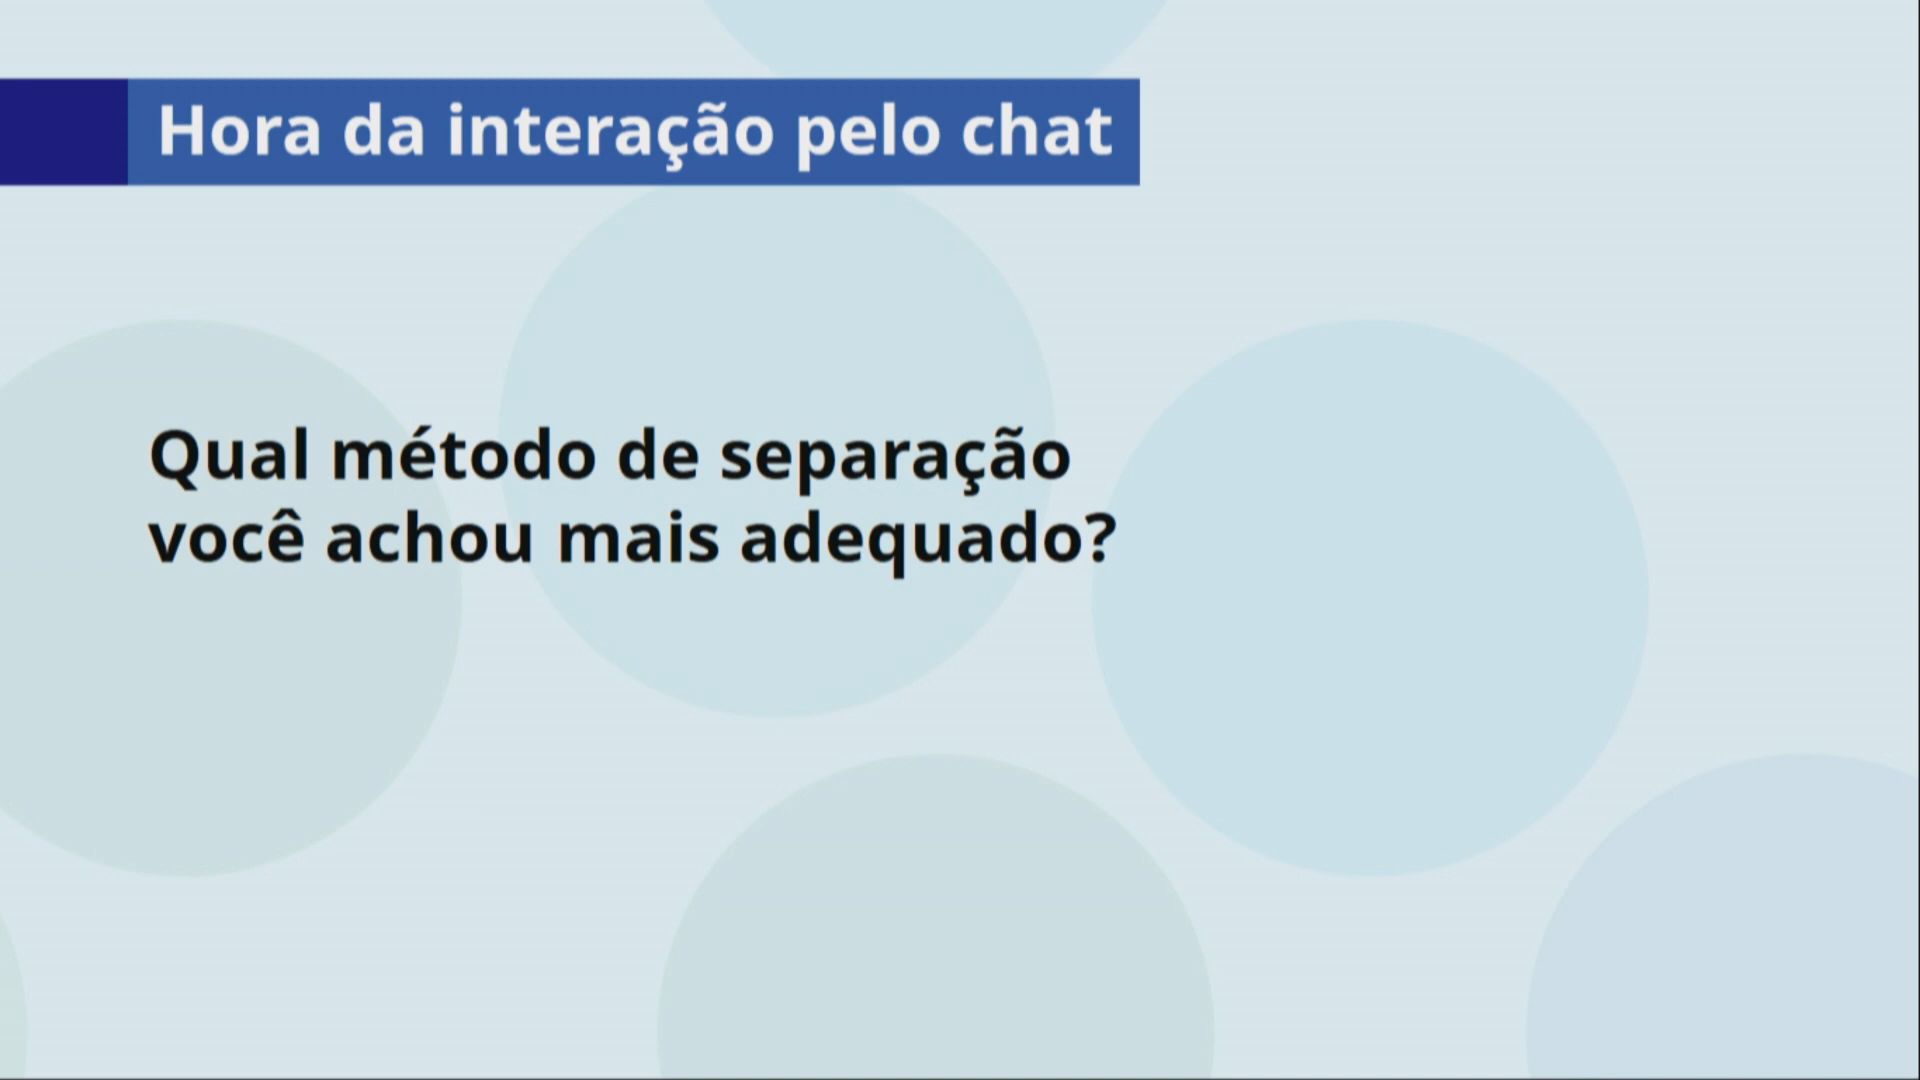 Hora da interação pelo chat
Qual método de separação
você achou mais adequado?